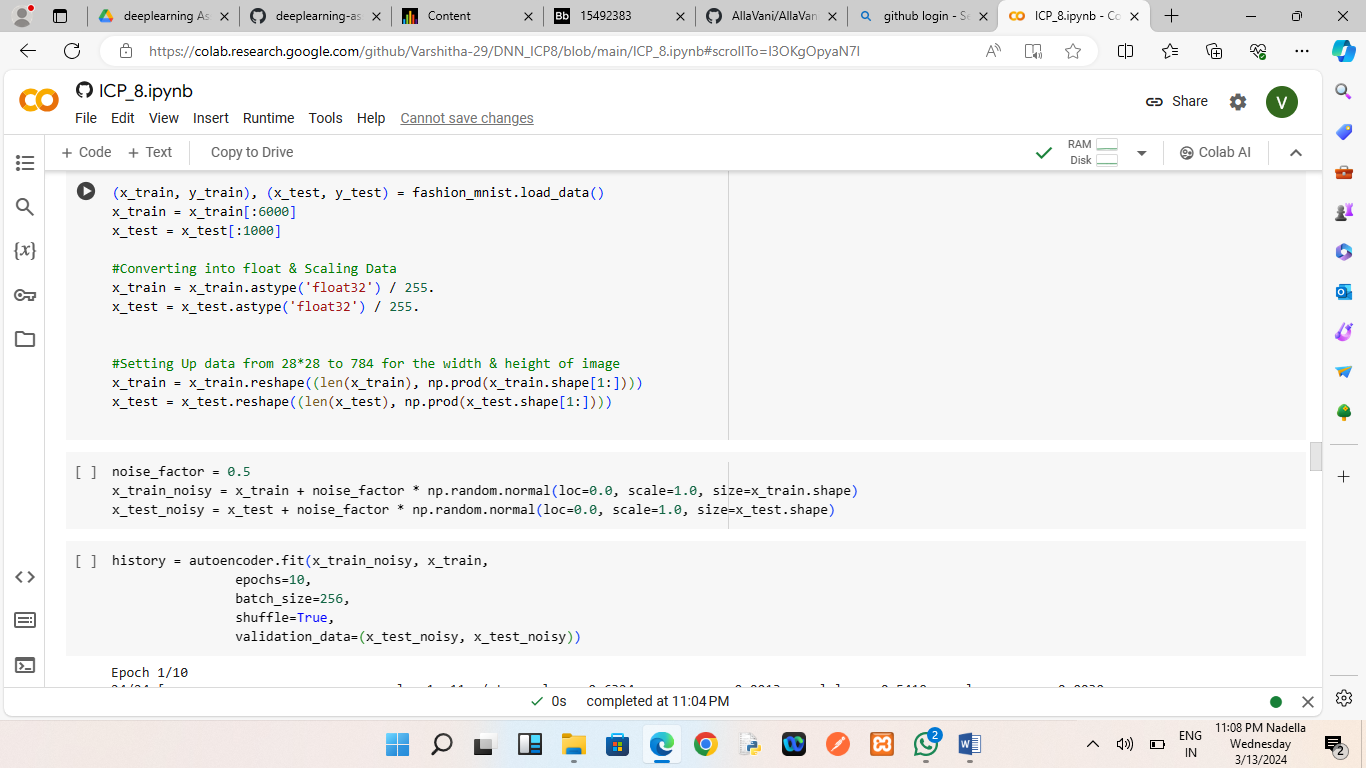 deeplearning As
deeplearning-as
Content
15492383
AllaVani/AllaVan
github login - Se
ICP_8.ipynb - Co
https://colab.research.google.com/github/Varshitha-29/DNN_ICP8/blob/main/ICP_8.ipynb#scrollTo=I3OKgOpyaN7I
ICP_8.ipynb
Share
V
File Edit View Insert Runtime Tools Help Cannot save changes
+ Code + Text Copy to Drive
RAM
Disk
Colab AI
(x_train, y_train), (x_test, y_test) = fashion_mnist.load_data()
x_train = x_train[:6000]
x_test = x_test[:1000]
#Converting into float & Scaling Data
x_train = x_train.astype('float32') / 255.
x_test = x_test.astype('float32') / 255.
#Setting Up data from 28*28 to 784 for the width & height of image
x_train = x_train.reshape((len(x_train), np.prod(x_train.shape[1:])))
x_test = x_test.reshape((len(x_test), np.prod(x_test.shape[1:])))
[ ] noise_factor = 0.5
x_train_noisy = x_train + noise_factor * np.random.normal(loc=0.0, scale=1.0, size=x_train.shape)
x_test_noisy = x_test + noise_factor * np.random.normal(loc=0.0, scale=1.0, size=x_test.shape)
[ ] history = autoencoder.fit(x_train_noisy, x_train,
epochs=10,
batch_size=256,
shuffle=True,
validation_data=(x_test_noisy, x_test_noisy))
Epoch 1/10
0s completed at 11:04 PM
2
ENG
IN
11:08 PM Nadella
Wednesday
3/13/2024
2